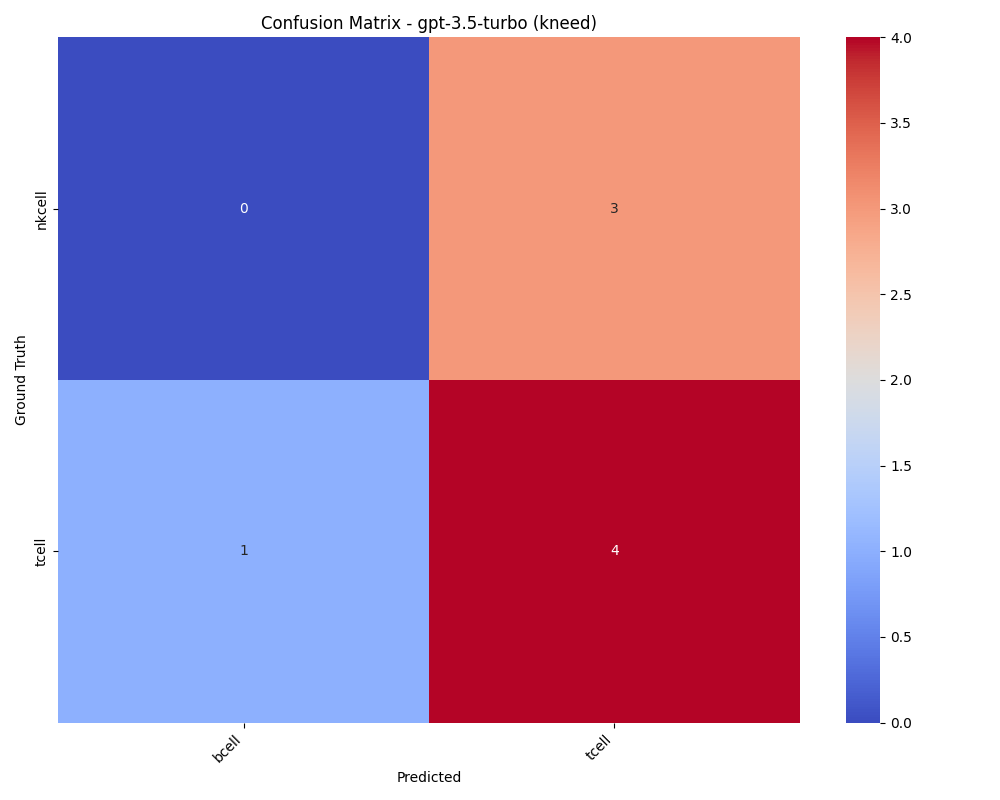 Confusion Matrix - gpt-3.5-turbo (kneed)
Ground Truth
nkcell
tcell
0
3
1
4
bcell
tcell
Predicted
4.0
3.5
3.0
2.5
2.0
1.5
1.0
0.5
0.0